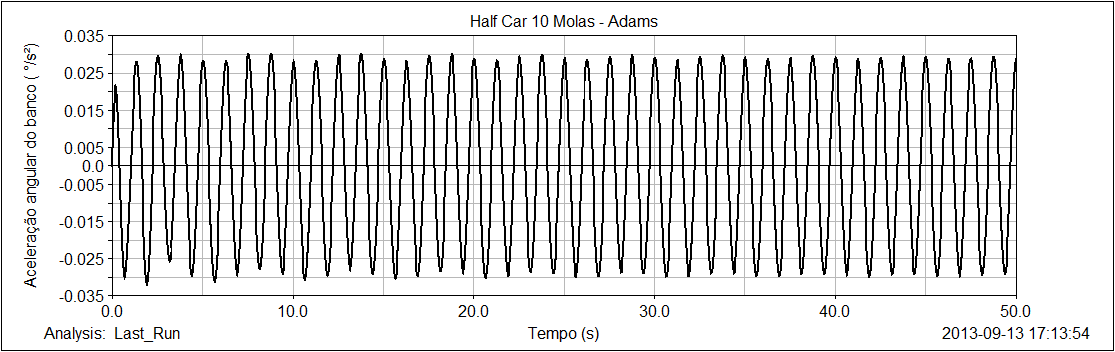 Half Car 10 Molas - Adams
0.035
0.025
0.015
0.005
0.0
-0.005
-0.015
-0.025
-0.035
Aceleração angular do banco ( °/s²)
0.0 10.0 20.0 30.0 40.0 50.0
Analysis: Last_Run Tempo (s) 2013-09-13 17:13:54